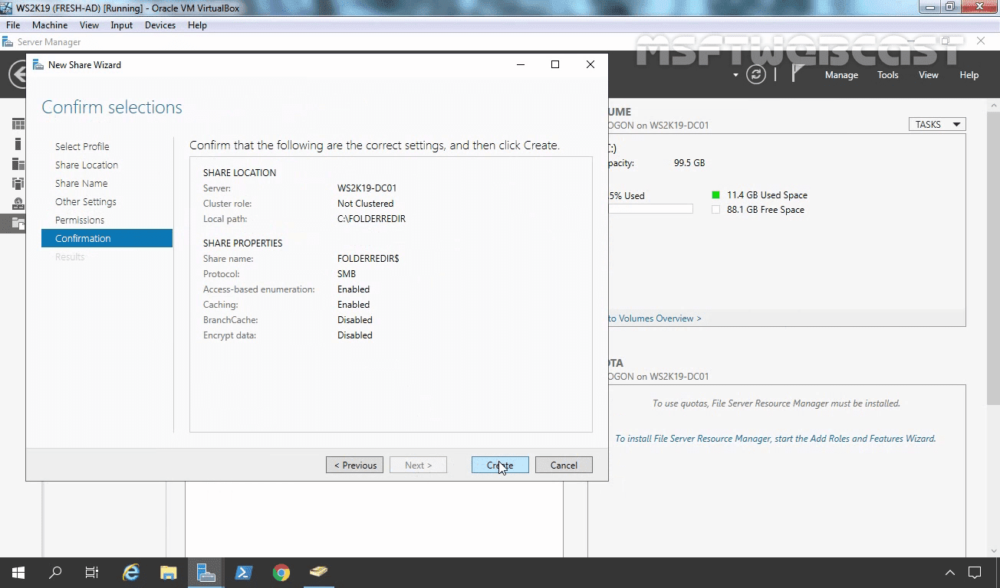 WS2K19 (FRESH-AD) [Running] - Oracle VM VirtualBox
File Machine View Input Devices Help
Server Manager
MSFTWEBCAST
New Share Wizard
Manage Tools View Help
Confirm selections
Select Profile
Share Location
Share Name
Other Settings
Permissions
Confirmation
Results
Confirm that the following are the correct settings, and then click Create.
SHARE LOCATION
Server: WS2K19-DC01
Cluster role: Not Clustered
Local path: C:\FOLDERREDIR
SHARE PROPERTIES
Share name: FOLDERREDIR$
Protocol: SMB
Access-based enumeration: Enabled
Caching: Enabled
BranchCache: Disabled
Encrypt data: Disabled
< Previous Next > Create Cancel
UME
OGON on WS2K19-DC01
TASKS
:)
pacity: 99.5 GB
5% Used
11.4 GB Used Space
88.1 GB Free Space
to Volumes Overview >
TA
OGON on WS2K19-DC01
To use quotas, File Server Resource Manager must be installed.
To install File Server Resource Manager, start the Add Roles and Features Wizard.